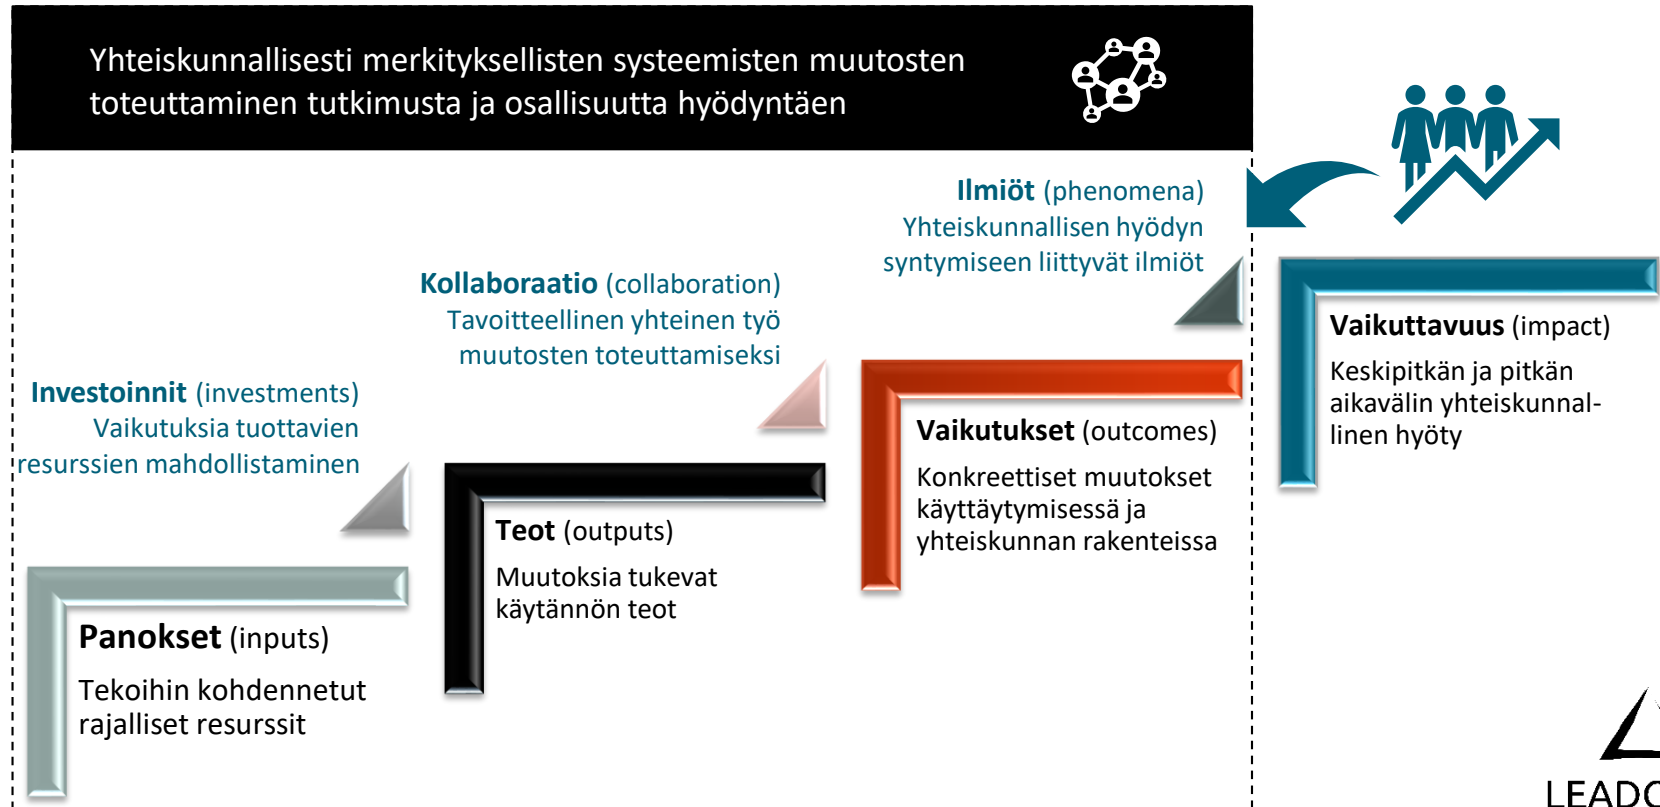 Yhteiskunnallisesti merkityksellisten systeemisten muutosten
toteuttaminen tutkimusta ja osallisuutta hyödyntäen
Ilmiöt (phenomena)
Yhteiskunnallisen hyödyn
syntymiseen liittyvät ilmiöt
Kollaboraatio (collaboration)
Tavoitteellinen yhteinen työ
muutosten toteuttamiseksi
Investoinnit (investments)
Vaikutuksia tuottavien
resurssien mahdollistaminen
Panokset (inputs)
Tekoihin kohdennetut
rajalliset resurssit
Teot (outputs)
Muutoksia tukevat
käytännön teot
Vaikutukset (outcomes)
Konkreettiset muutokset
käyttäytymisessä ja
yhteiskunnan rakenteissa
Vaikuttavuus (impact)
Keskipitkän ja pitkän
aikavälin yhteiskunnal-
linen hyöty